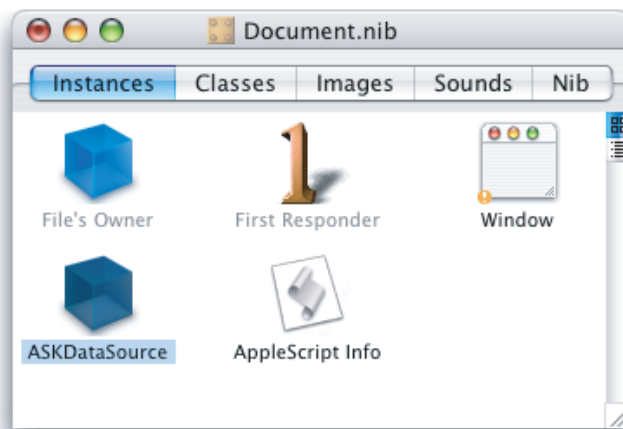 Document.nib
Instances Classes Images Sounds Nib
File's Owner First Responder Window
ASKDataSource AppleScript Info